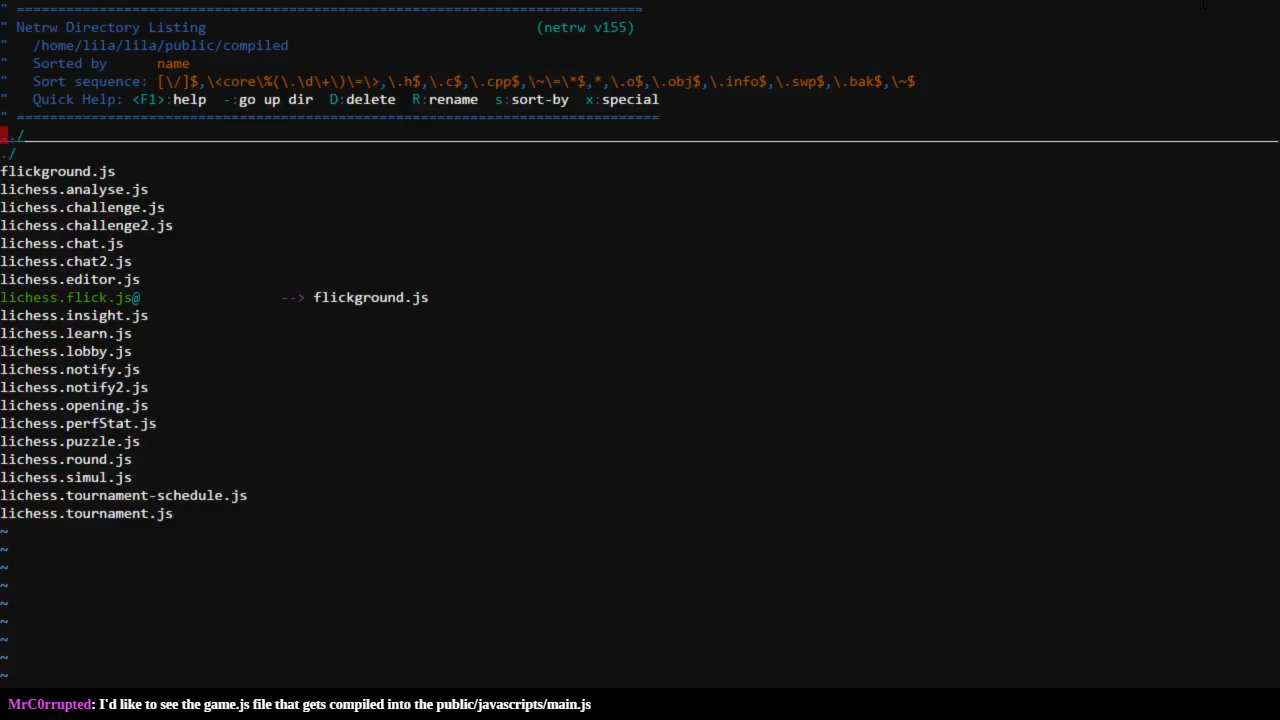 " ============================================================================
" Netrw Directory Listing                                        (netrw v155)
"   /home/lila/lila/public/compiled
"   Sorted by      name
"   Sort sequence: [\/]$,\<core\%(\.\d\+\)\=\>,\.h$,\.c$,\.cpp$,\~\=\*$,*,\.o$,\.obj$,\.info$,\.swp$,\.bak$,\~$
"   Quick Help: <F1>:help  -:go up dir  D:delete  R:rename  s:sort-by  x:special
" ==============================================================================
../
./
flickground.js
lichess.analyse.js
lichess.challenge.js
lichess.challenge2.js
lichess.chat.js
lichess.chat2.js
lichess.editor.js
lichess.flick.js@                 --> flickground.js
lichess.insight.js
lichess.learn.js
lichess.lobby.js
lichess.notify.js
lichess.notify2.js
lichess.opening.js
lichess.perfStat.js
lichess.puzzle.js
lichess.round.js
lichess.simul.js
lichess.tournament-schedule.js
lichess.tournament.js
~
~
~
~
~
~
~
~
~
MrC0rrupted: I'd like to see the game.js file that gets compiled into the public/javascripts/main.js